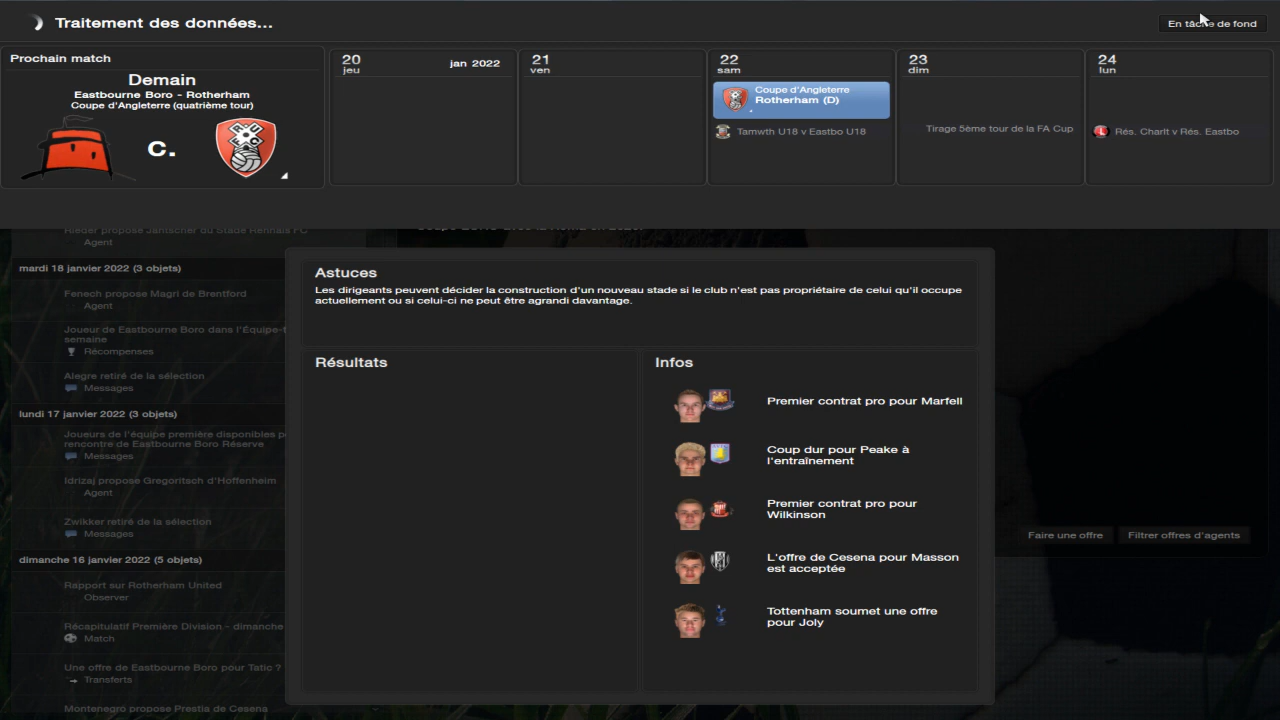 Traitement des données...
En tâche de fond
Prochain match
Demain
Eastbourne Boro - Rotherham
Coupe d'Angleterre (quatrième tour)
c.
20
jeu
jan 2022
21
ven
22
sam
Coupe d'Angleterre
Rotherham (D)
Tamwth U18 v Eastbo U18
23
dim
Tirage 5ème tour de la FA Cup
24
lun
Rés. Charlt v Rés. Eastbo
Rieder propose Jantscher du Stade Rennais FC
Agent
mardi 18 janvier 2022 (3 objets)
Fenech propose Magri de Brentford
Agent
Joueur de Eastbourne Boro dans l'Équipe-
semaine
Récompenses
Alegre retiré de la sélection
Messages
lundi 17 janvier 2022 (3 objets)
Joueurs de l'équipe première disponibles p
rencontre de Eastbourne Boro Réserve
Messages
Idrizaj propose Gregoritsch d'Hoffenheim
Agent
Zwikker retiré de la sélection
Messages
dimanche 16 janvier 2022 (5 objets)
Rapport sur Rotherham United
Observer
Récapitulatif Première Division - dimanche
Match
Une offre de Eastbourne Boro pour Tatic ?
Transferts
Montenegro propose Prestia de Cesena
Astuces
Les dirigeants peuvent décider la construction d'un nouveau stade si le club n'est pas propriétaire de celui qu'il occupe
actuellement ou si celui-ci ne peut être agrandi davantage.
Résultats
Infos
Premier contrat pro pour Marfell
Coup dur pour Peake à
l'entraînement
Premier contrat pro pour
Wilkinson
L'offre de Cesena pour Masson
est acceptée
Tottenham soumet une offre
pour Joly
Faire une offre
Filtrer offres d'agents